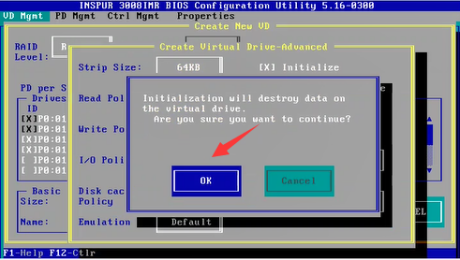 INSPUR 3008IMR BIOS Configuration Utility 5.16-0300
VD Mgmt PD Mgmt Ctrl Mgmt Properties
Create New VD
RAID
Level:
Create Virtual Drive-Advanced
Strip Size: 64KB [X] Initialize
PD per S
Drives
ID
Read Pol
[X]P0:01
[X]P0:01
[ ]P0:01
[ ]P0:01
[ ]P0:01
Write Po
I/O Poli
Initialization will destroy data on
the virtual drive.
Are you sure you want to continue?
OK Cancel
Basic
Size:
Name:
Disk cac
Policy
Emulation Default
EL
F1-Help F12-Ctlr